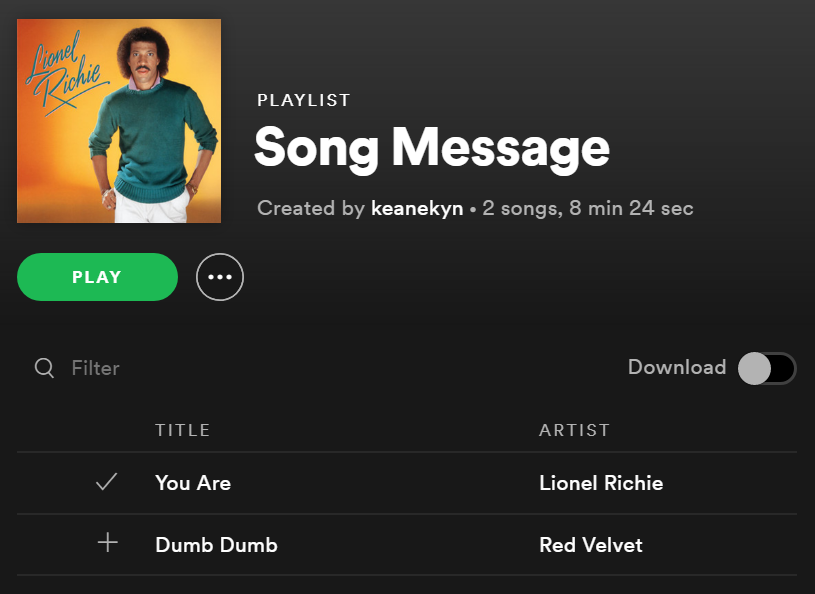 Lionel
Richie
PLAYLIST
Song Message
Created by keanekyn • 2 songs, 8 min 24 sec
PLAY
Filter
Download
TITLE ARTIST
You Are Lionel Richie
Dumb Dumb Red Velvet